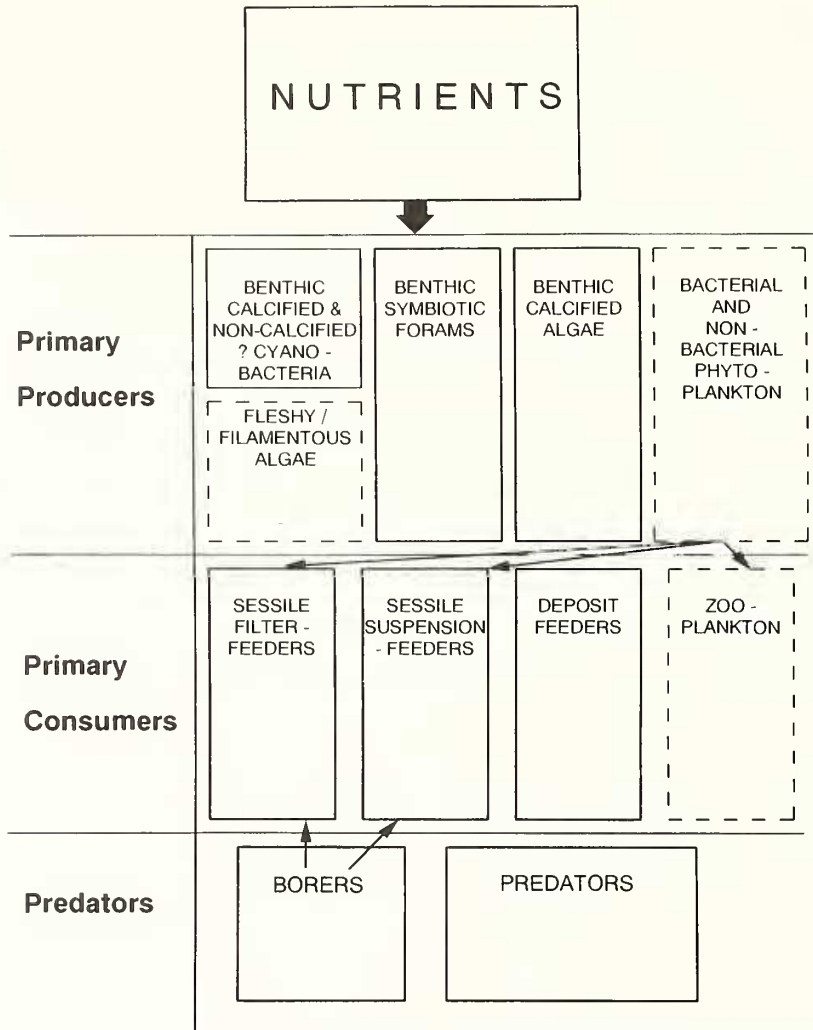 NUTRIENTS
Primary
Producers
BENTHIC
CALCIFIED &
NON-CALCIFIED
? CYANO -
BACTERIA
FLESHY /
FILAMENTOUS
ALGAE
BENTHIC
SYMBIOTIC
FORAMS
BENTHIC
CALCIFIED
ALGAE
BACTERIAL
AND
NON -
BACTERIAL
PHYTO -
PLANKTON
Primary
Consumers
SESSILE
FILTER -
FEEDERS
SESSILE
SUSPENSION
- FEEDERS
DEPOSIT
FEEDERS
ZOO -
PLANKTON
Predators
BORERS
PREDATORS